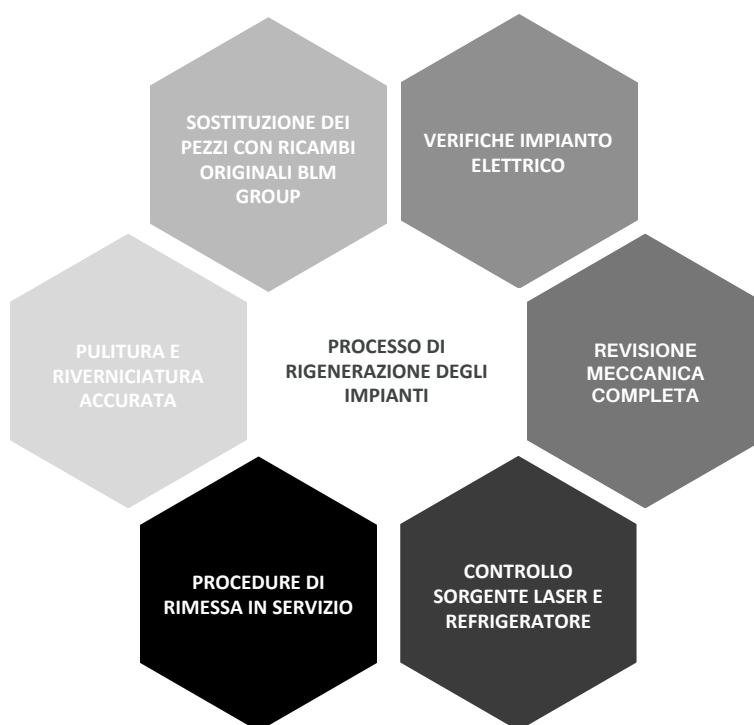 SOSTITUZIONE DEI
PEZZI CON RICAMBI
ORIGINALI BLM
GROUP
VERIFICHE IMPIANTO
ELETTRICO
PULITURA E
RIVERNICIATURA
ACCURATA
PROCESSO DI
RIGENERAZIONE DEGLI
IMPIANTI
REVISIONE
MECCANICA
COMPLETA
PROCEDURE DI
RIMESSA IN SERVIZIO
CONTROLLO
SORGENTE LASER E
REFRIGERATORE